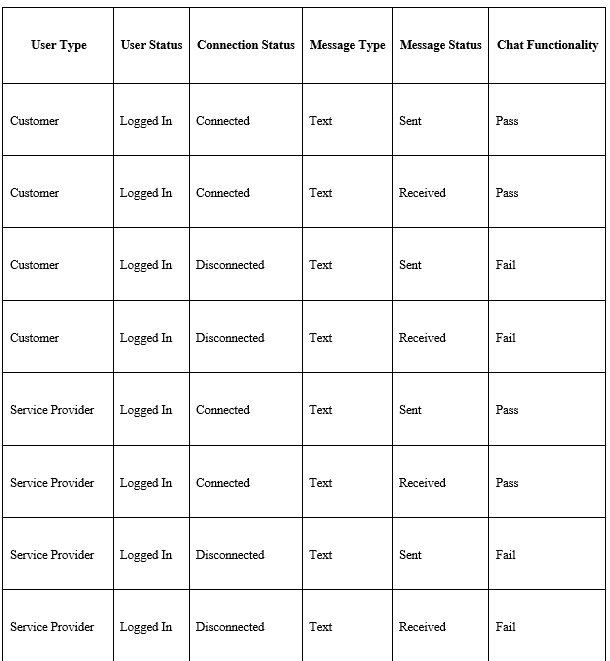 User Type User Status Connection Status Message Type Message Status Chat Functionality
Customer Logged In Connected Text Sent Pass
Customer Logged In Connected Text Received Pass
Customer Logged In Disconnected Text Sent Fail
Customer Logged In Disconnected Text Received Fail
Service Provider Logged In Connected Text Sent Pass
Service Provider Logged In Connected Text Received Pass
Service Provider Logged In Disconnected Text Sent Fail
Service Provider Logged In Disconnected Text Received Fail